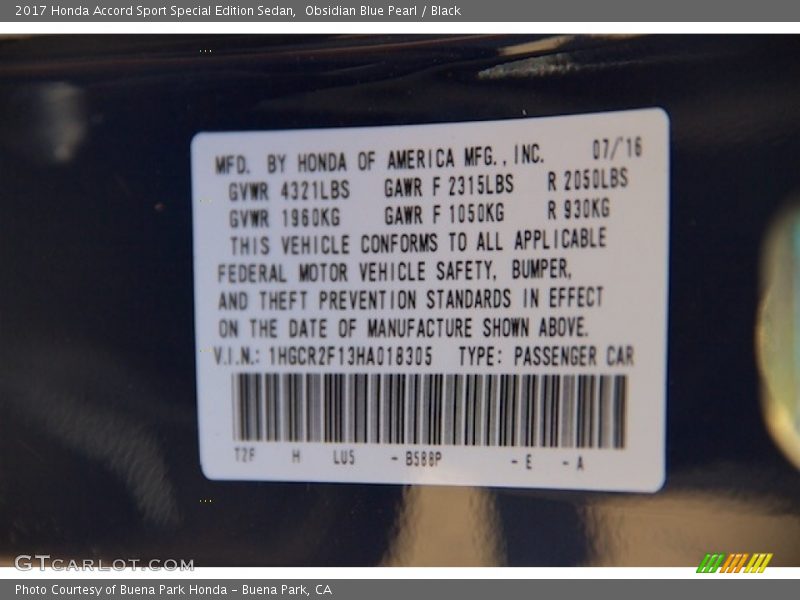 2017 Honda Accord Sport Special Edition Sedan,  Obsidian Blue Pearl / Black
MFD. BY HONDA OF AMERICA MFG., INC. 07/'16
GVWR 4321LBS GAWR F 2315LBS R 2050LBS
GVWR 1960KG GAWR F 1050KG R 930KG
THIS VEHICLE CONFORMS TO ALL APPLICABLE
FEDERAL MOTOR VEHICLE SAFETY, BUMPER,
AND THEFT PREVENTION STANDARDS IN EFFECT
ON THE DATE OF MANUFACTURE SHOWN ABOVE.
V.I.N.: 1HGCR2F13HA018305 TYPE: PASSENGER CAR
T2F H LU5 - B588P - E - A
GTCARLOT.COM
Photo Courtesy of Buena Park Honda - Buena Park, CA